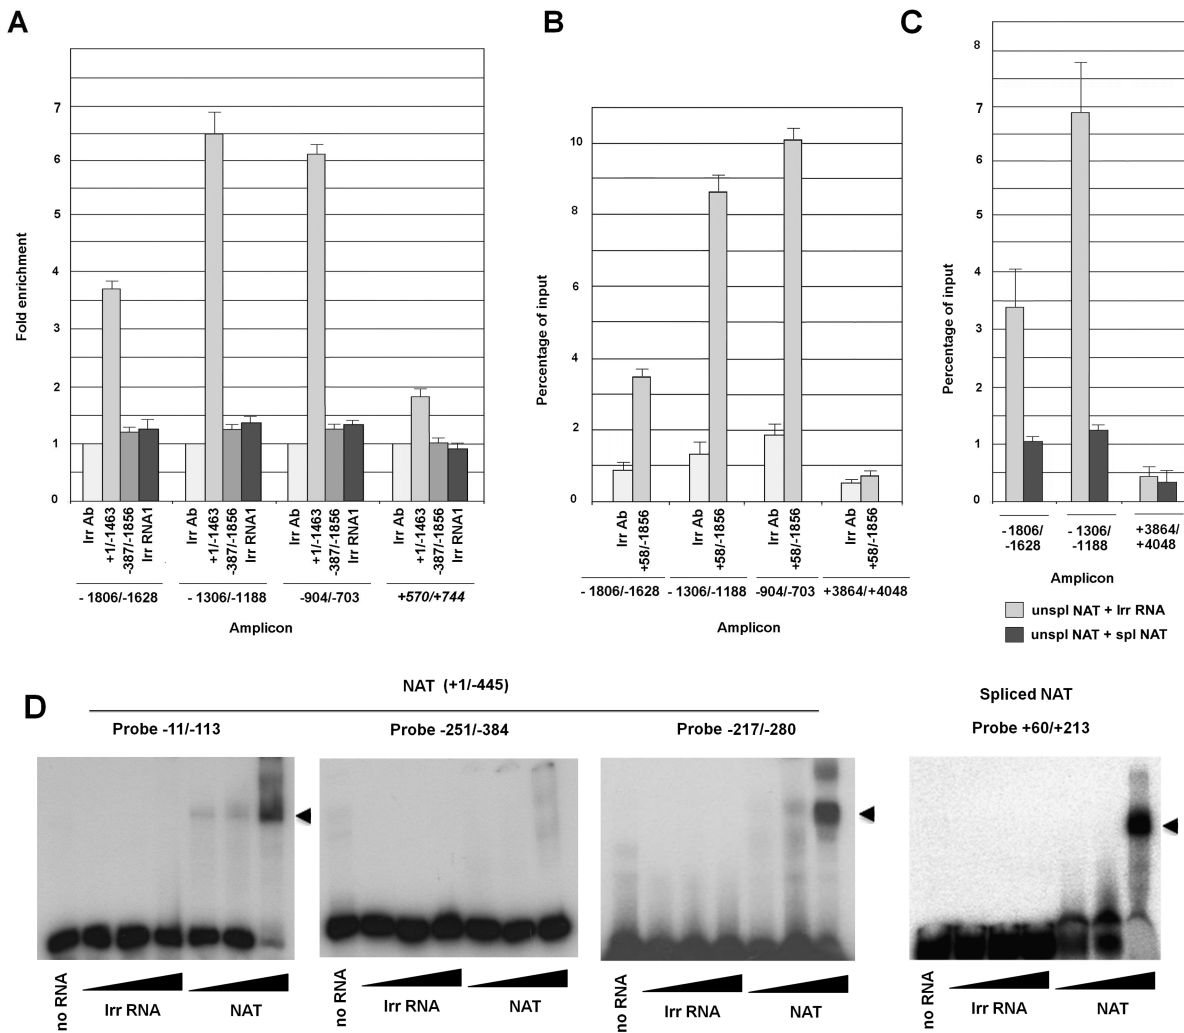 A
Fold enrichment
7
6
5
4
3
2
1
0
Irr Ab
+1/-1463
-387/-1856
Irr RNA1
Irr Ab
+1/-1463
-387/-1856
Irr RNA1
Irr Ab
+1/-1463
-387/-1856
Irr RNA1
Irr Ab
+1/-1463
-387/-1856
Irr RNA1
- 1806/-1628
- 1306/-1188
-904/-703
+570/+744
Amplicon
B
Percentage of input
10
8
6
4
2
0
Irr Ab
+58/-1856
Irr Ab
+58/-1856
Irr Ab
+58/-1856
Irr Ab
+58/-1856
- 1806/-1628
- 1306/-1188
-904/-703
+3864/+4048
Amplicon
C
Percentage of input
8
7
6
5
4
3
2
1
0
-1806/
-1628
- 1306/
-1188
+3864/
+4048
Amplicon
unspl NAT + Irr RNA
unspl NAT + spl NAT
D
NAT (+1/-445)
Spliced NAT
Probe -11/-113
Probe -251/-384
Probe -217/-280
Probe +60/+213
no RNA
Irr RNA
NAT
no RNA
Irr RNA
NAT
no RNA
Irr RNA
NAT
no RNA
Irr RNA
NAT